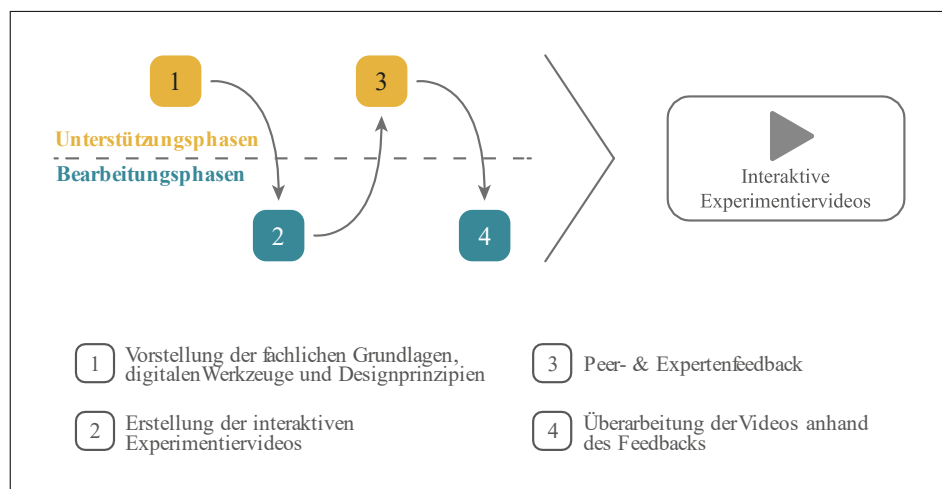 1
3
Unterstützungsphasen
Bearbeitungsphasen
2
4
Interaktive
Experimentiervideos
1
Vorstellung der fachlichen Grundlagen,
digitalen Werkzeuge und Designprinzipien
2
Erstellung der interaktiven
Experimentiervideos
3
Peer- & Expertenfeedback
4
Überarbeitung der Videos anhand
des Feedbacks